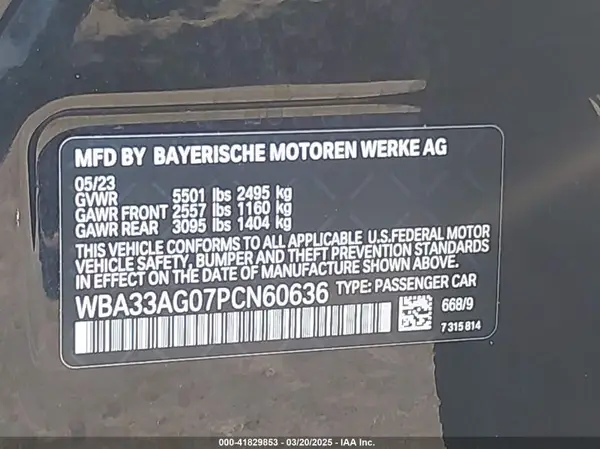 MFD BY BAYERISCHE MOTOREN WERKE AG
05/23
GVWR 5501 lbs 2495 kg
GAWR FRONT 2557 lbs 1160 kg
GAWR REAR 3095 lbs 1404 kg
THIS VEHICLE CONFORMS TO ALL APPLICABLE U.S.FEDERAL MOTOR
VEHICLE SAFETY, BUMPER AND THEFT PREVENTION STANDARDS
IN EFFECT ON THE DATE OF MANUFACTURE SHOWN ABOVE.
WBA33AG07PCN60636 TYPE: PASSENGER CAR
668/9
7315814
000-41829853 - 03/20/2025 - IAA Inc.